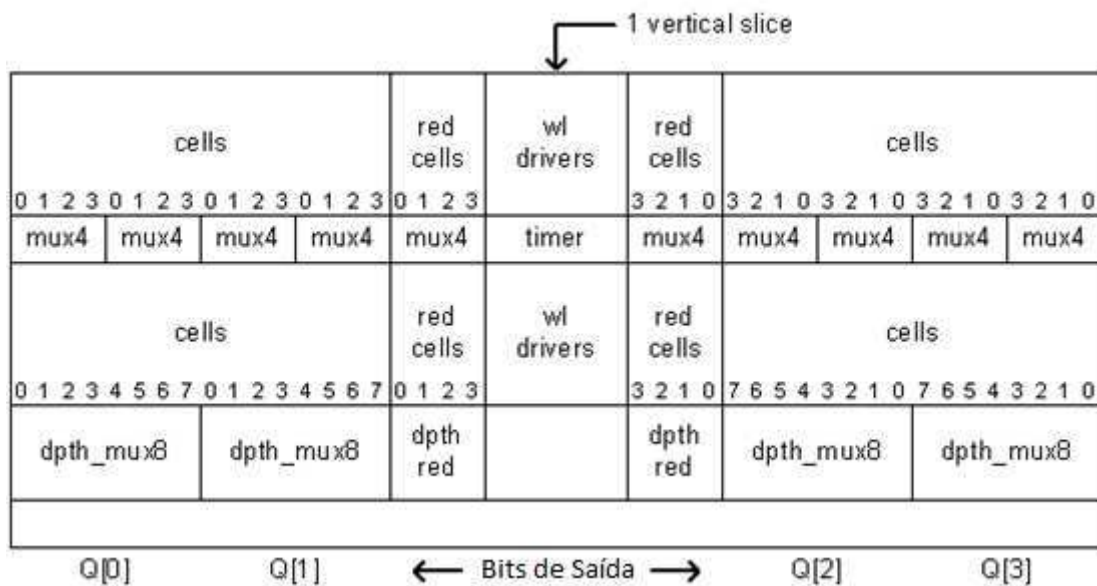 1 vertical slice
cells
red
cells
wl
drivers
red
cells
cells
0 1 2 3 0 1 2 3 0 1 2 3 0 1 2 3 0 1 2 3
3 2 1 0 3 2 1 0 3 2 1 0 3 2 1 0 3 2 1 0
mux4 mux4 mux4 mux4 mux4 timer mux4 mux4 mux4 mux4 mux4
cells
red
cells
wl
drivers
red
cells
cells
0 1 2 3 4 5 6 7 0 1 2 3 4 5 6 7 0 1 2 3
3 2 1 0 7 6 5 4 3 2 1 0 7 6 5 4 3 2 1 0
dpth_mux8 dpth_mux8
dpth
red
dpth
red
dpth_mux8 dpth_mux8
Q[0] Q[1] Bits de Saída Q[2] Q[3]